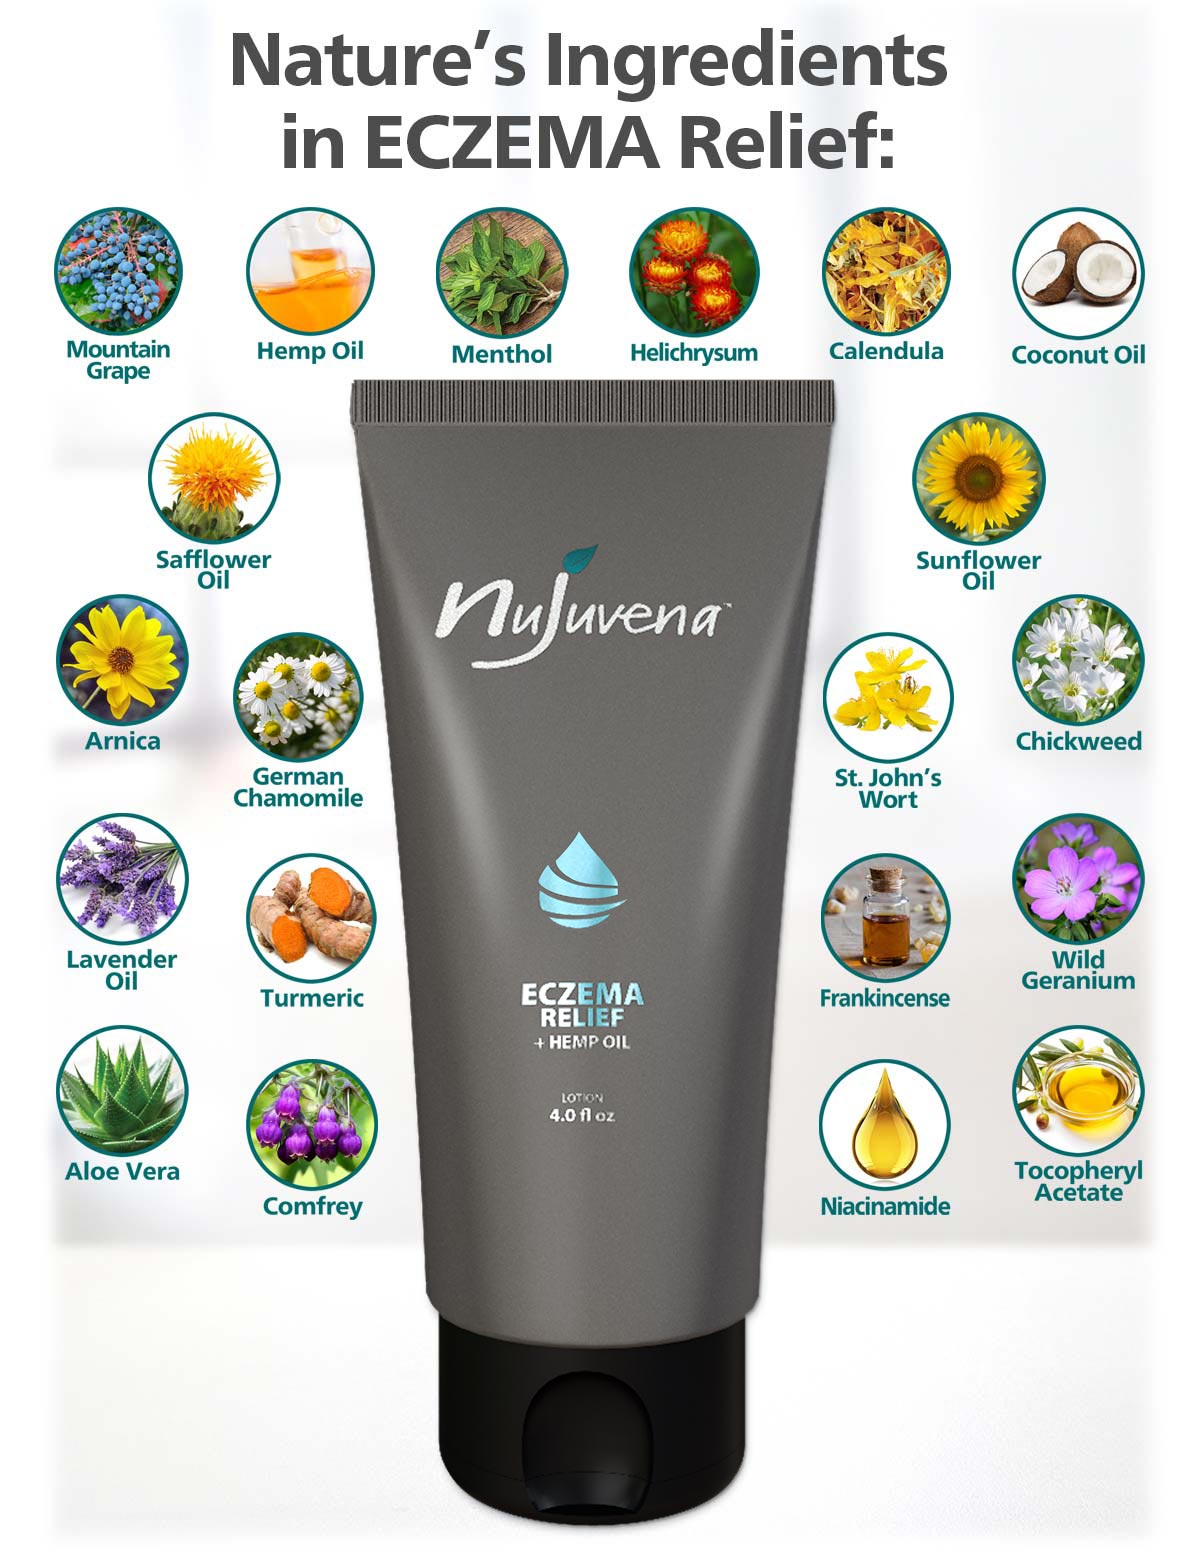 Nature’s Ingredients
in ECZEMA Relief:
Mountain
Grape
Hemp Oil
Menthol
Helichrysum
Calendula
Coconut Oil
Safflower
Oil
Sunflower
Oil
nuJuvena™
Arnica
German
Chamomile
St. John’s
Wort
Chickweed
Lavender
Oil
Turmeric
Frankincense
Wild
Geranium
ECZEMA
RELIEF
+ HEMP OIL
LOTION
4.0 fl oz
Aloe Vera
Comfrey
Niacinamide
Tocopheryl
Acetate